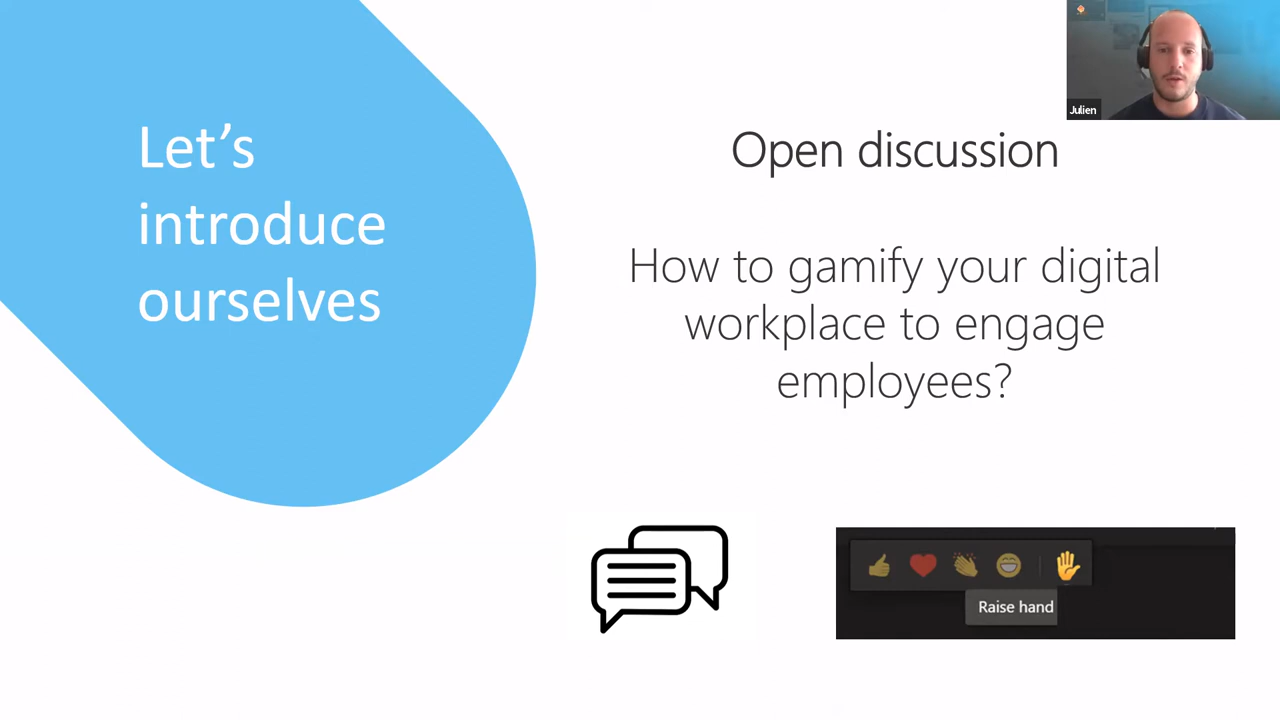 Let's
introduce
ourselves
Open discussion
How to gamify your digital
workplace to engage
employees?
Raise hand
Julien